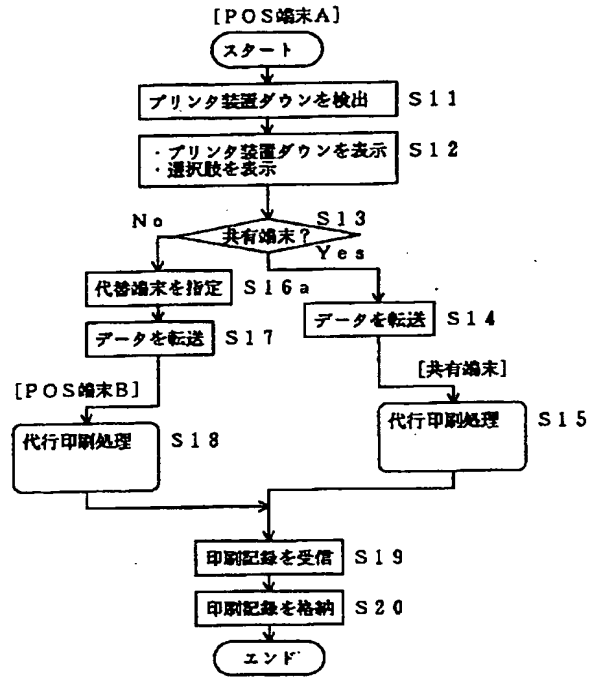 [POS端末A]
スタート
プリンタ装置ダウンを検出 S11
・プリンタ装置ダウンを表示 S12
・選択肢を表示
No
S13
共有端末?
Yes
代替端末を指定 S16a
データを転送 S14
データを転送 S17
[共有端末]
[POS端末B]
代行印刷処理 S15
代行印刷処理 S18
印刷記録を受信 S19
印刷記録を格納 S20
エンド